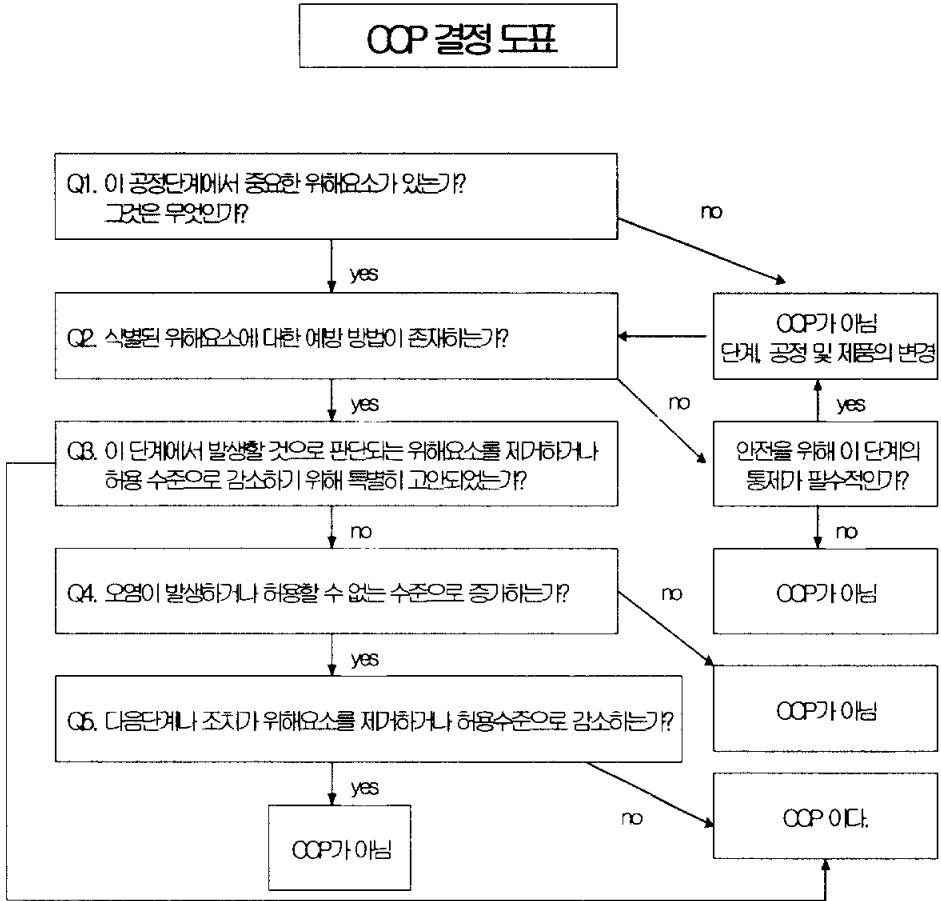 CCP 결정 도표
Q1. 이 공정단계에서 중요한 위해요소가 있는가?
그것은 무엇인가?
no
yes
Q2. 식별된 위해요소에 대한 예방 방법이 존재하는가?
CCP가 아님
단계, 공정 및 제품의 변경
yes
no
yes
Q3. 이 단계에서 발생할 것으로 판단되는 위해요소를 제거하거나
허용 수준으로 감소하기 위해 특별히 고안되었는가?
안전을 위해 이 단계의
통제가 필수적인가?
no
no
Q4. 오염이 발생하거나 허용할 수 없는 수준으로 증가하는가?
no
CCP가 아님
yes
Q5. 다음단계나 조치가 위해요소를 제거하거나 허용수준으로 감소하는가?
CCP가 아님
yes
no
CCP 이다.
CCP가 아님